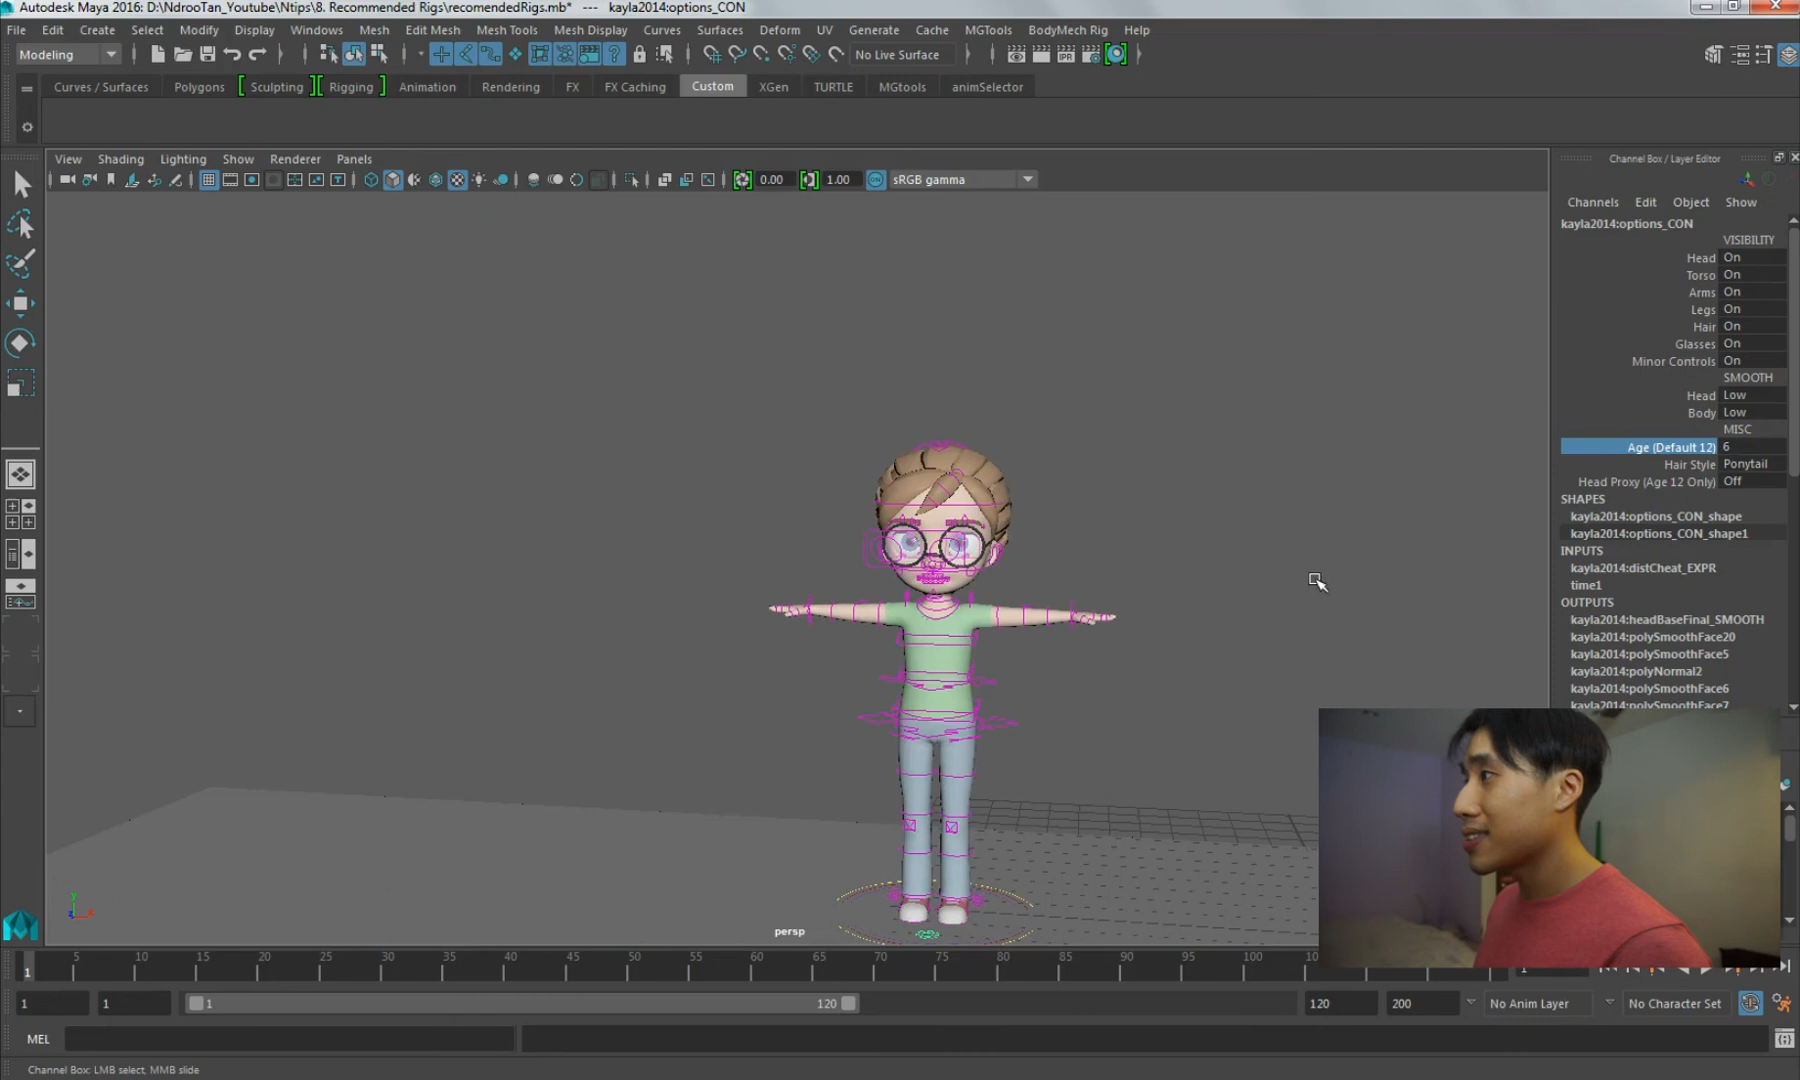 Autodesk Maya 2016: D:\NdrooTan_Youtube\Ntips\8. Recommended Rigs\recomendedRigs.mb* --- kayla2014:options_CON
File Edit Create Select Modify Display Windows Mesh Edit Mesh Mesh Tools Mesh Display Curves Surfaces Deform UV Generate Cache MGTools BodyMech Rig Help
Modeling No Live Surface
Curves / Surfaces Polygons Sculpting Rigging Animation Rendering FX FX Caching Custom XGen TURTLE MGtools animSelector
View Shading Lighting Show Renderer Panels
0.00 1.00 ON sRGB gamma
Channel Box / Layer Editor
Channels Edit Object Show
kayla2014:options_CON
VISIBILITY
Head On
Torso On
Arms On
Legs On
Hair On
Glasses On
Minor Controls On
SMOOTH
Head Low
Body Low
MISC
Age (Default 12) 6
Hair Style Ponytail
Head Proxy (Age 12 Only) Off
SHAPES
kayla2014:options_CON_shape
kayla2014:options_CON_shape1
INPUTS
kayla2014:distCheat_EXPR
time1
OUTPUTS
kayla2014:headBaseFinal_SMOOTH
kayla2014:polySmoothFace20
kayla2014:polySmoothFace5
kayla2014:polyNormal2
kayla2014:polySmoothFace6
kayla2014:polySmoothFace7
persp
1 5 10 15 20 25 30 35 40 45 50 55 60 65 70 75 80 85 90 95 100
1 1 1 120 120 200 No Anim Layer No Character Set
MEL
Channel Box: LMB select, MMB slide